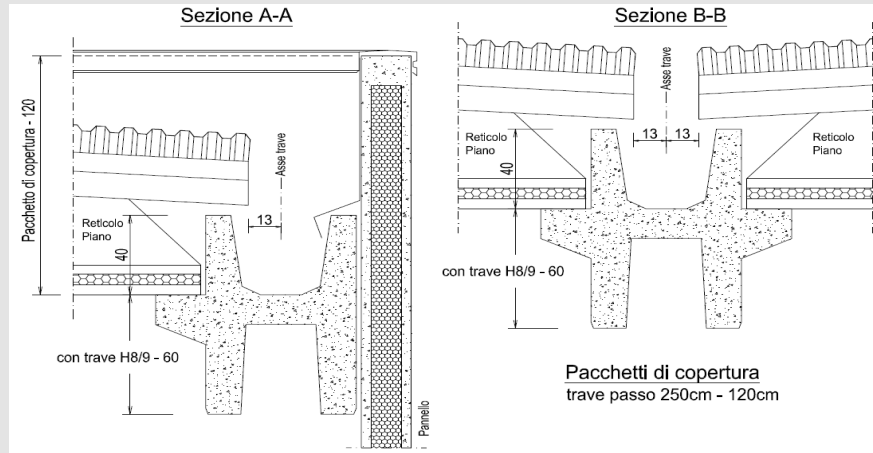 Sezione A-A
Pacchetto di copertura - 120
Asse trave
13
Reticolo
Piano
40
con trave H8/9 - 60
Pannello
Sezione B-B
Asse trave
13
13
Reticolo
Piano
40
Reticolo
Piano
con trave H8/9 - 60
Pacchetti di copertura
trave passo 250cm - 120cm